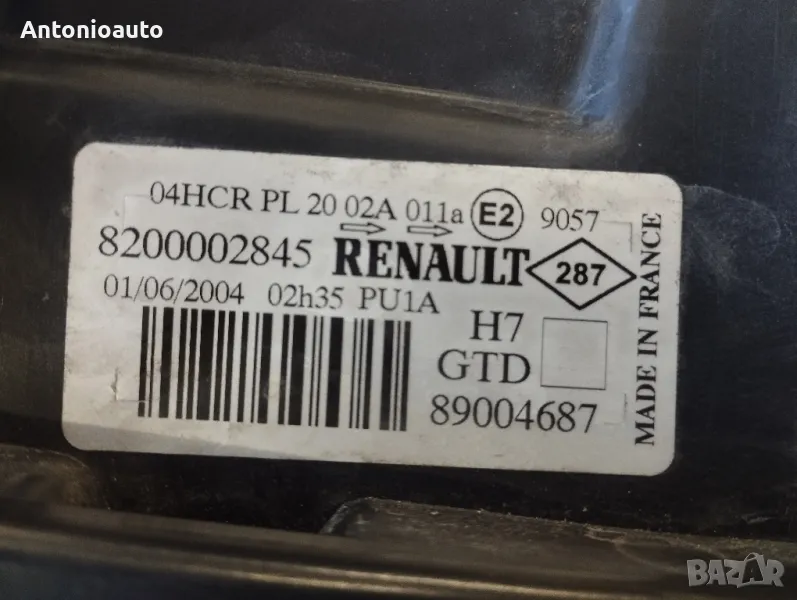 Antonioauto
04HCR PL 20 02A 011a E2 9057
8200002845 RENAULT 287
01/06/2004 02h35 PU1A
H7
GTD
89004687
MADE IN FRANCE
BAZAR